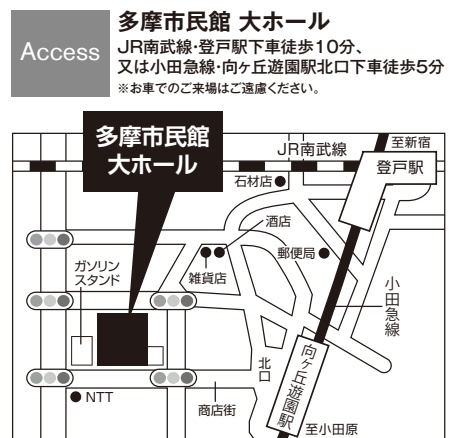 Access
多摩市民館 大ホール
JR南武線・登戸駅下車徒歩10分、
又は小田急線・向ヶ丘遊園駅北口下車徒歩5分
※お車でのご来場はご遠慮ください。
多摩市民館
大ホール
JR南武線
至新宿
登戸駅
石材店
酒店
郵便局
雑貨店
ガソリン
スタンド
小田急線
北口
向ヶ丘遊園駅
NTT
商店街
至小田原